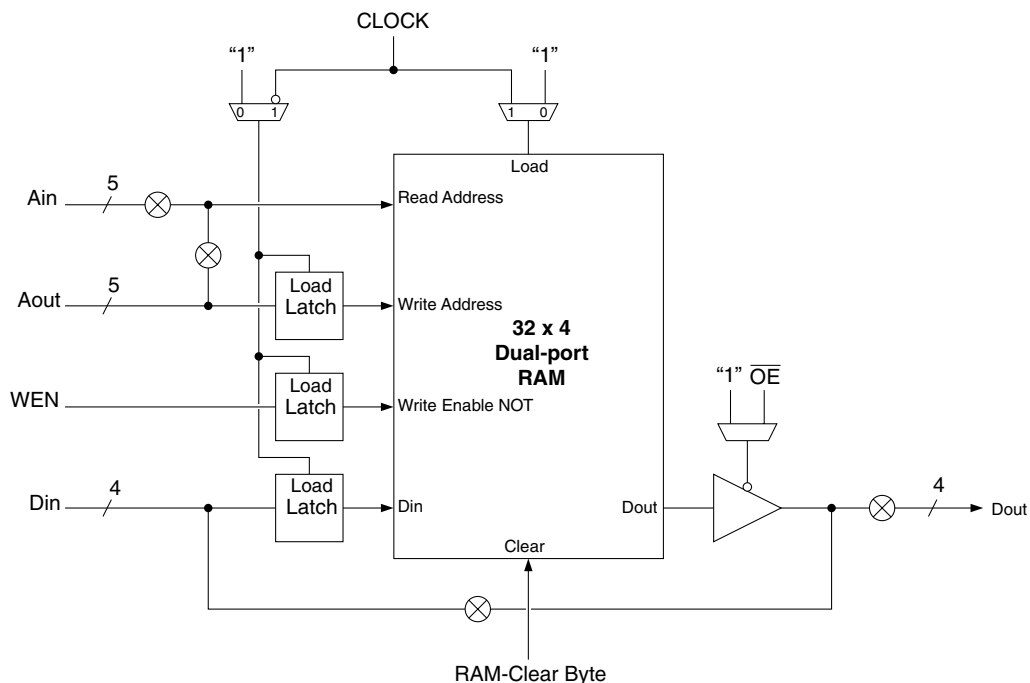 CLOCK
“1”
“1”
0 1
1 0
Load
Ain
5
Read Address
Aout
5
Load
Latch
Write Address
32 x 4
Dual-port
RAM
WEN
Load
Latch
Write Enable NOT
“1” OE
Din
4
Load
Latch
Din
Dout
4
Dout
Clear
RAM-Clear Byte